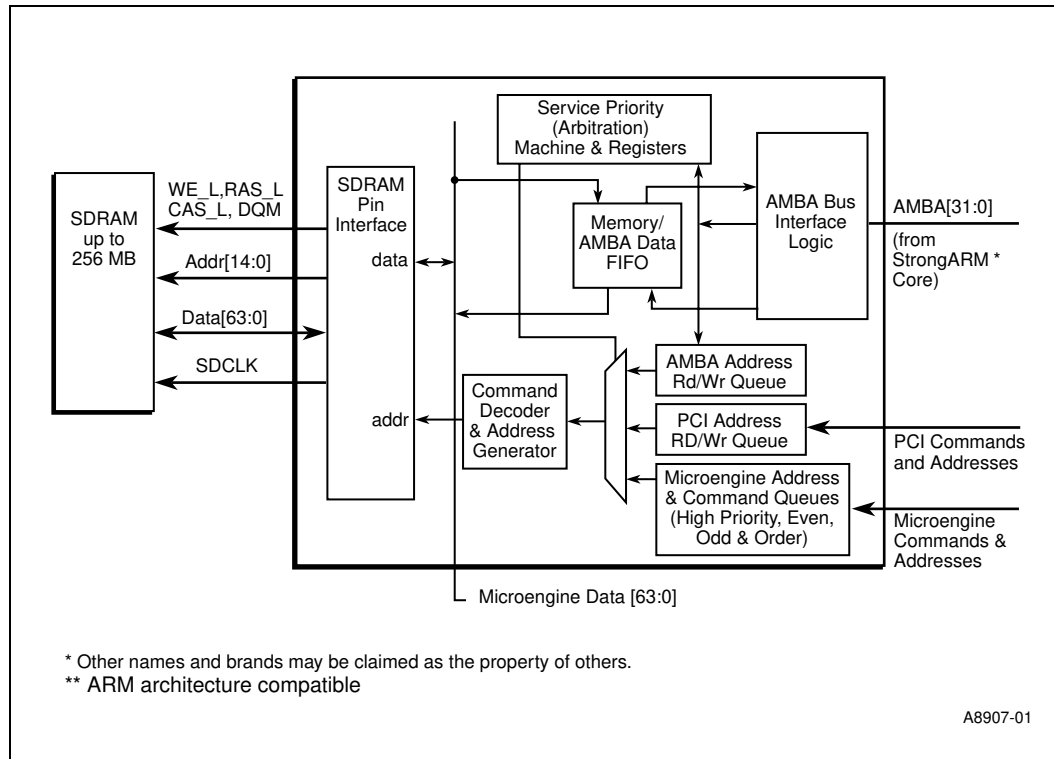 Service Priority
(Arbitration)
Machine & Registers
SDRAM
up to
256 MB
WE_L,RAS_L
CAS_L, DQM
Addr[14:0]
Data[63:0]
SDCLK
SDRAM
Pin
Interface
data
addr
Memory/
AMBA Data
FIFO
AMBA Bus
Interface
Logic
AMBA[31:0]
(from
StrongARM *
Core)
Command
Decoder
& Address
Generator
AMBA Address
Rd/Wr Queue
PCI Address
RD/Wr Queue
PCI Commands
and Addresses
Microengine Address
& Command Queues
(High Priority, Even,
Odd & Order)
Microengine
Commands &
Addresses
Microengine Data [63:0]
* Other names and brands may be claimed as the property of others.
** ARM architecture compatible
A8907-01